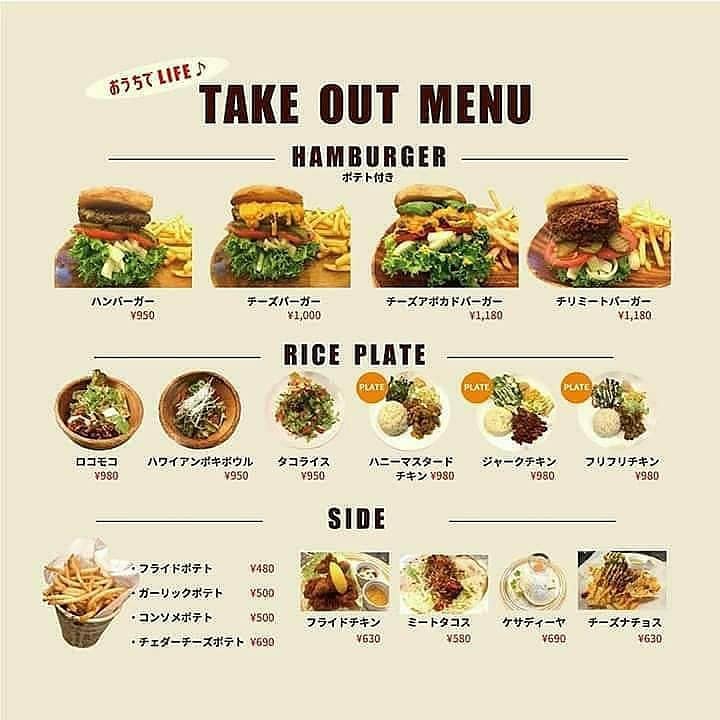 おうちで LIFE♪
TAKE OUT MENU
HAMBURGER
ポテト付き
ハンバーガー
¥950
チーズバーガー
¥1,000
チーズアボカドバーガー
¥1,180
チリミートバーガー
¥1,180
RICE PLATE
ロコモコ
¥980
ハワイアンポキボウル
¥950
タコライス
¥950
PLATE
ハニーマスタード
チキン ¥980
PLATE
ジャークチキン
¥980
PLATE
フリフリチキン
¥980
SIDE
・フライドポテト ¥480
・ガーリックポテト ¥500
・コンソメポテト ¥500
・チェダーチーズポテト ¥690
フライドチキン
¥630
ミートタコス
¥580
ケサディーヤ
¥690
チーズナチョス
¥630